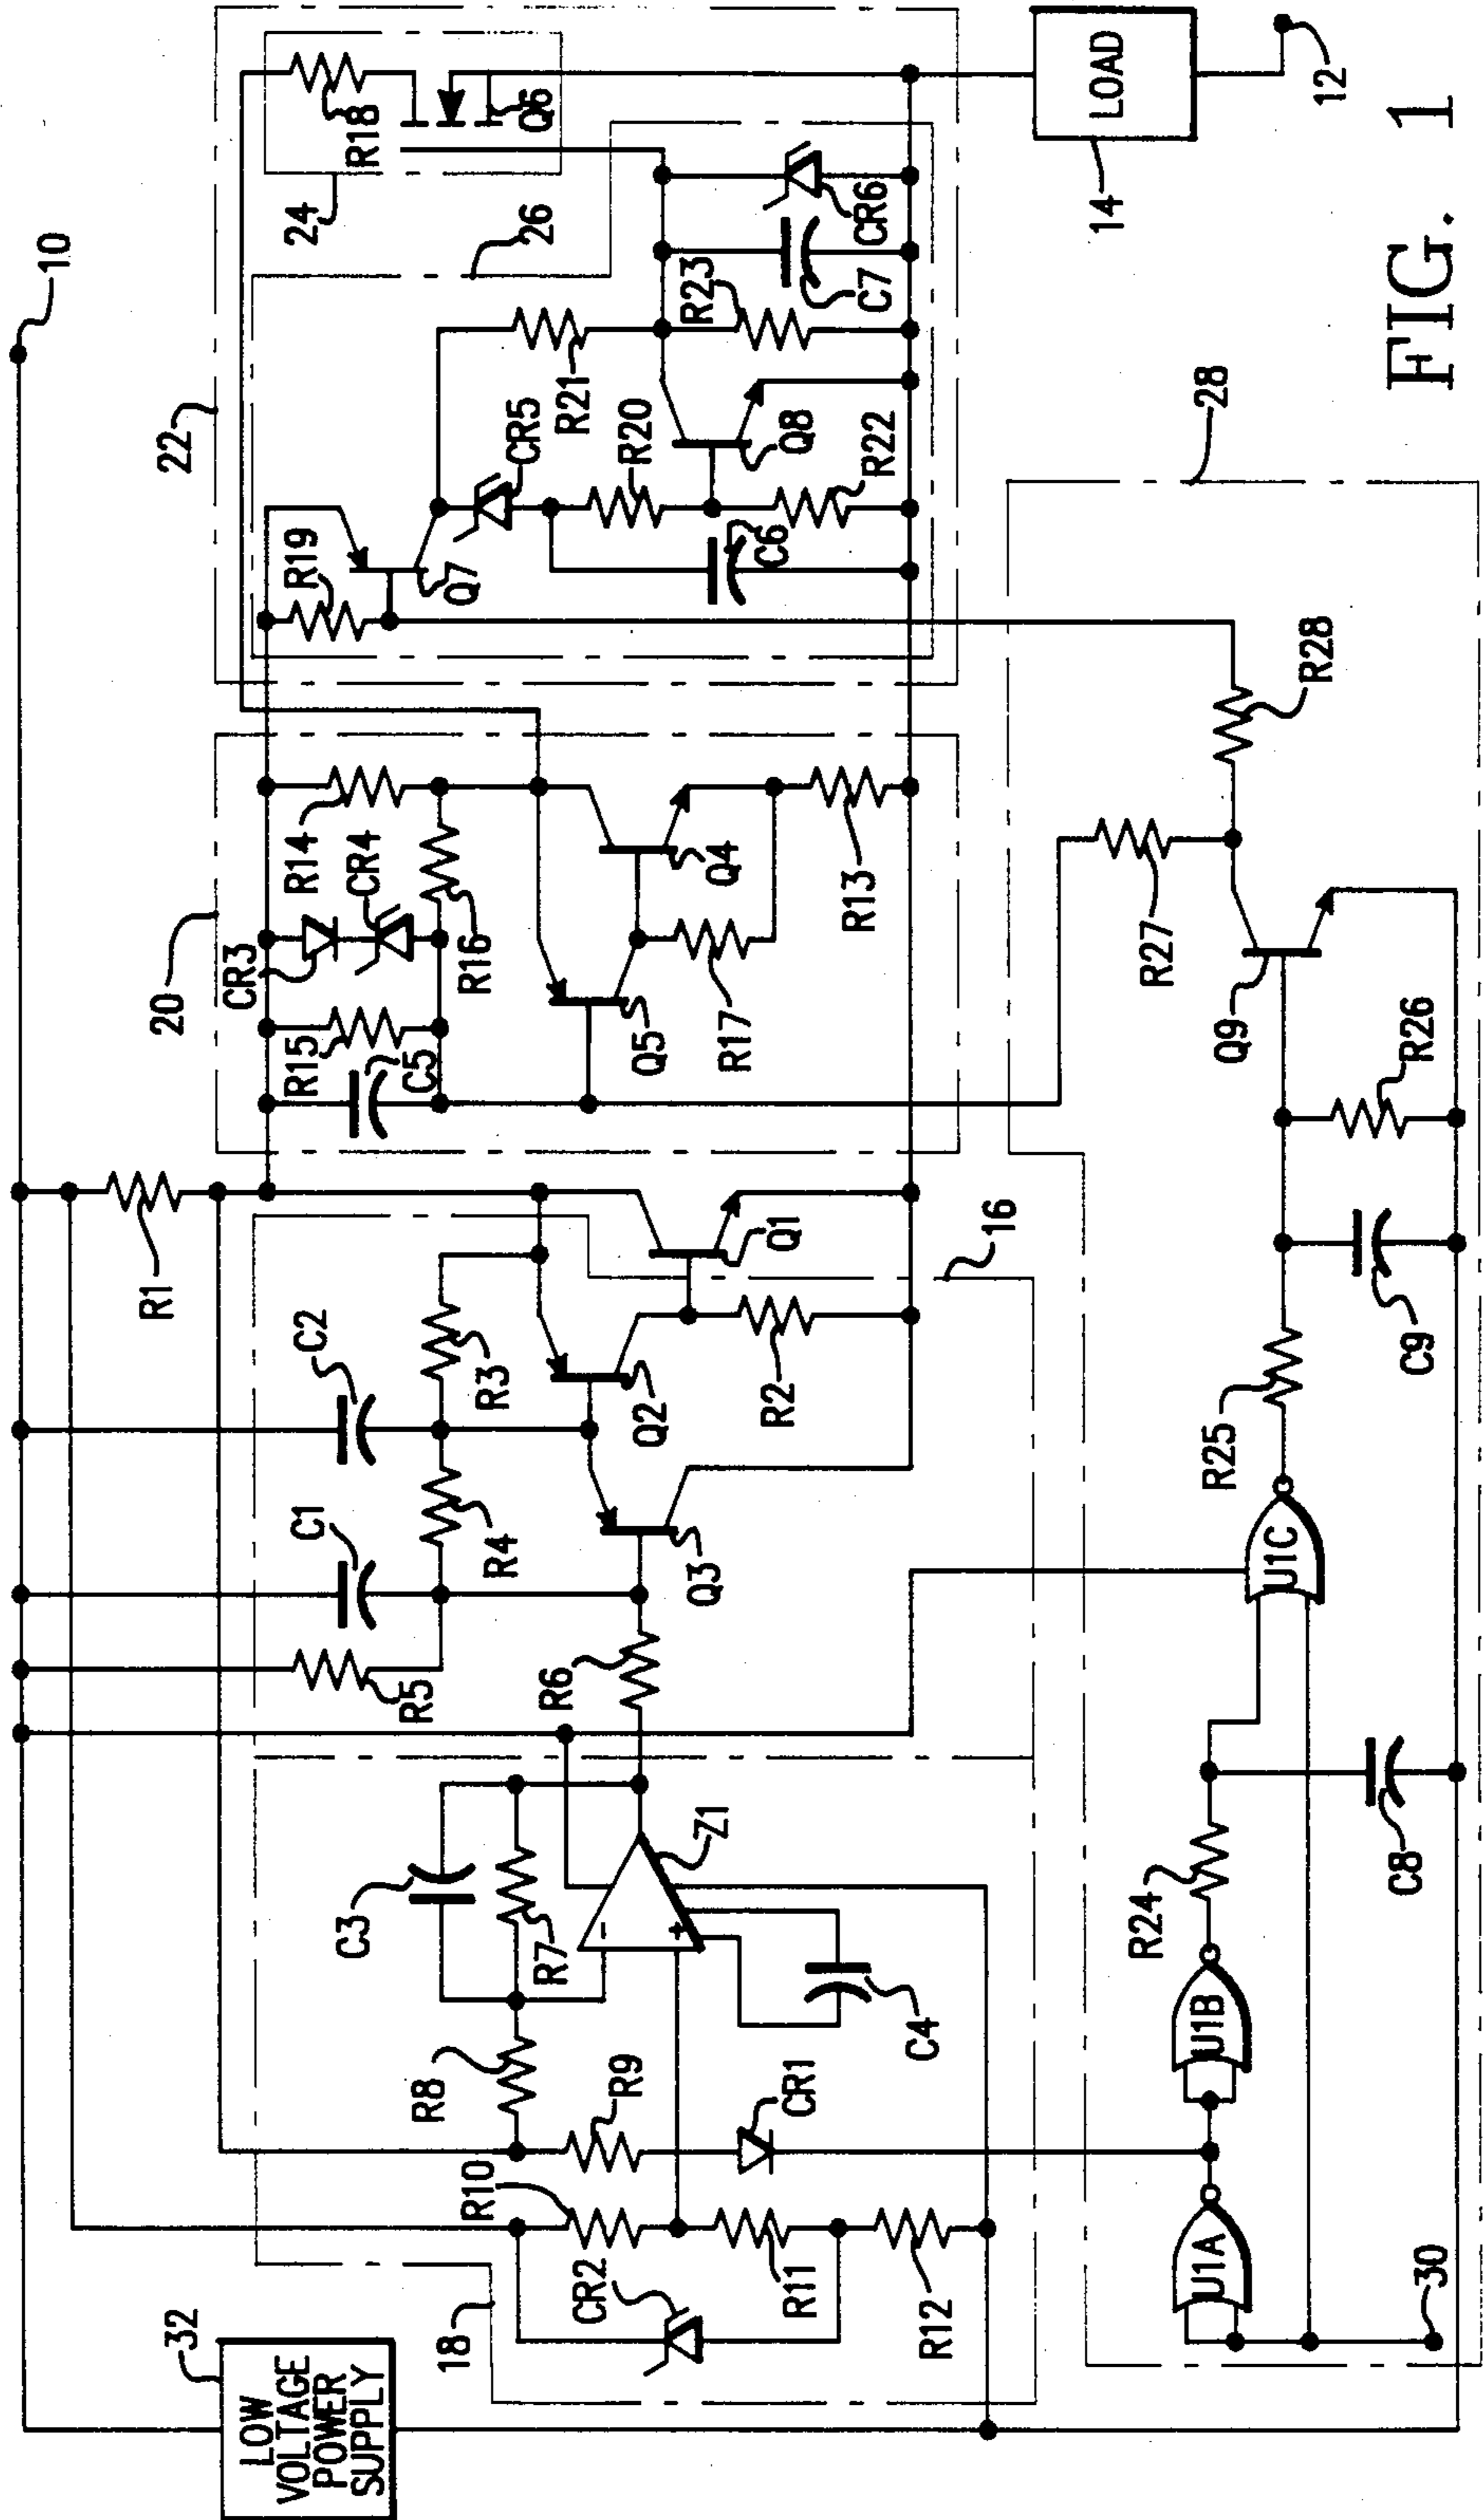 10
22
24
R18
Q6
26
R19
Q7
CR5
R21
R20
R23
Q8
R22
C6
C7
CR6
LOAD
14
12
20
CR3
R14
CR4
R15
C5
R16
Q5
Q4
R17
R13
R1
C2
C1
R3
R4
R5
Q2
Q1
R2
Q3
16
R6
C3
R7
Z1
-
+
R8
R9
C4
CR1
R10
CR2
R11
R12
18
32
LOW
VOLTAGE
POWER
SUPPLY
28
R28
R27
Q9
R26
C9
R25
U1C
R24
C8
U1B
U1A
30
FIG. 1